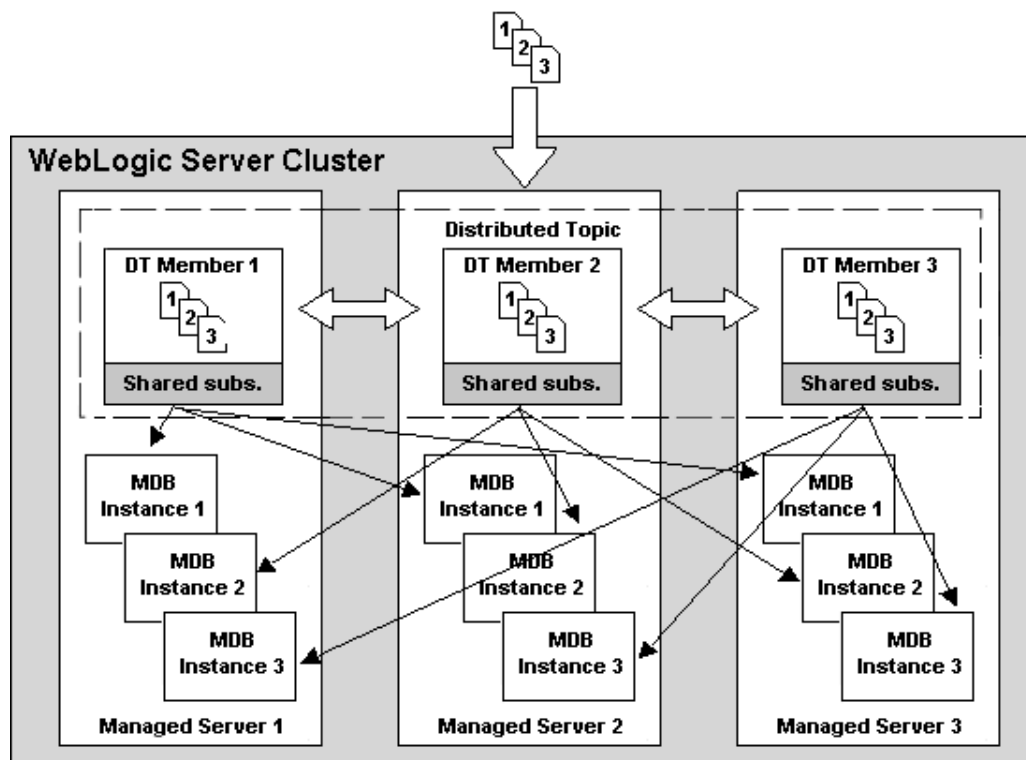 1
2
3
WebLogic Server Cluster
Distributed Topic
DT Member 1
1
2
3
Shared subs.
DT Member 2
1
2
3
Shared subs.
DT Member 3
1
2
3
Shared subs.
MDB
Instance 1
MDB
Instance 2
MDB
Instance 3
Managed Server 1
MDB
Instance 1
MDB
Instance 2
MDB
Instance 3
Managed Server 2
MDB
Instance 1
MDB
Instance 2
MDB
Instance 3
Managed Server 3